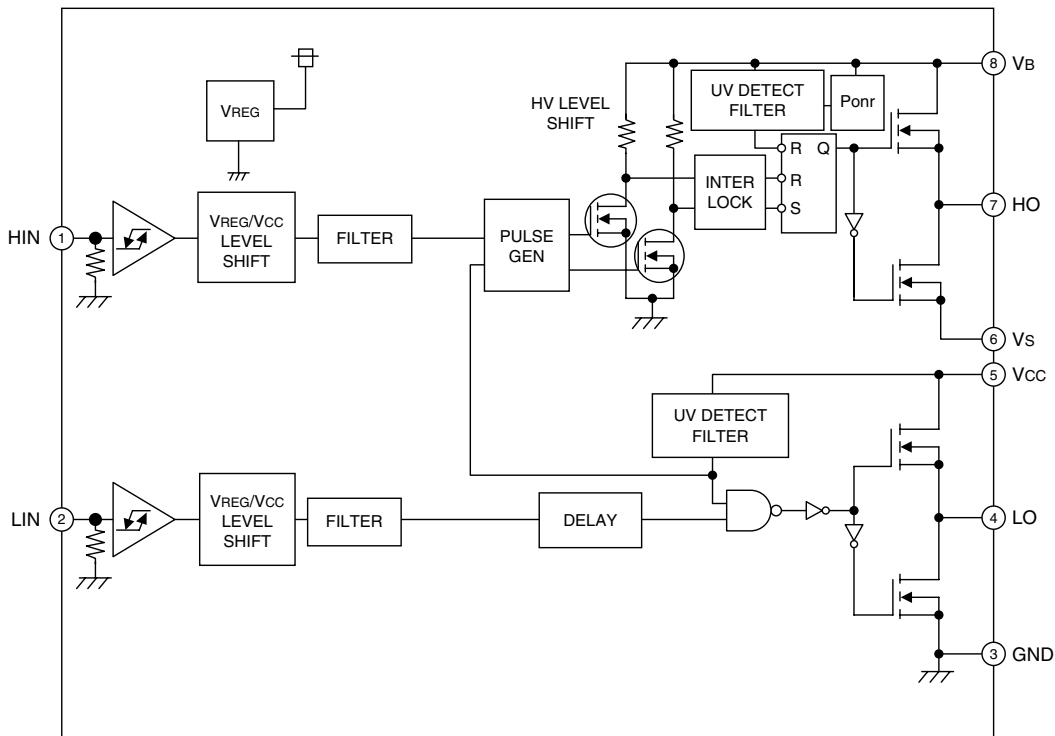 8 VB
UV DETECT
FILTER
Ponr
HV LEVEL
SHIFT
VREG
R Q
R
S
INTER
LOCK
7 HO
HIN 1
VREG/VCC
LEVEL
SHIFT
FILTER
PULSE
GEN
6 VS
5 VCC
UV DETECT
FILTER
LIN 2
VREG/VCC
LEVEL
SHIFT
FILTER
DELAY
4 LO
3 GND